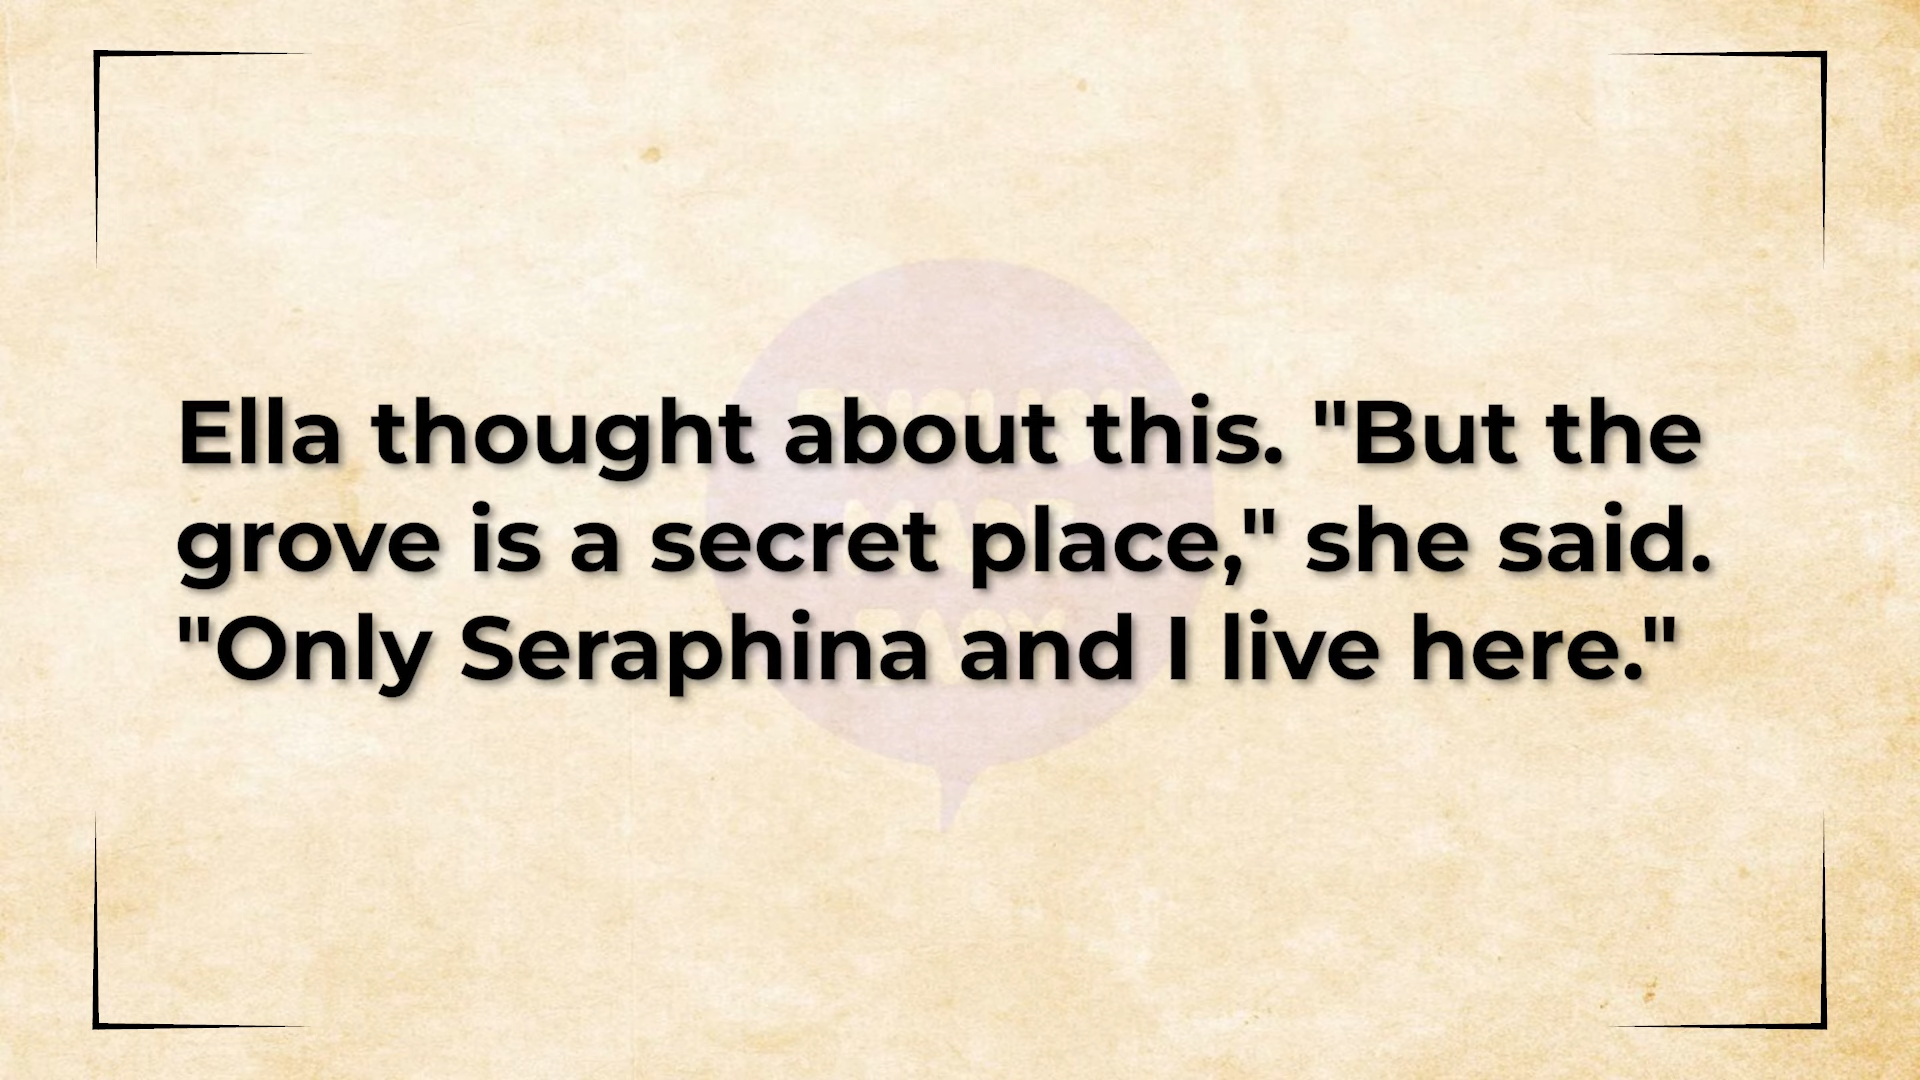 Ella thought about this. "But the
grove is a secret place," she said.
"Only Seraphina and I live here."